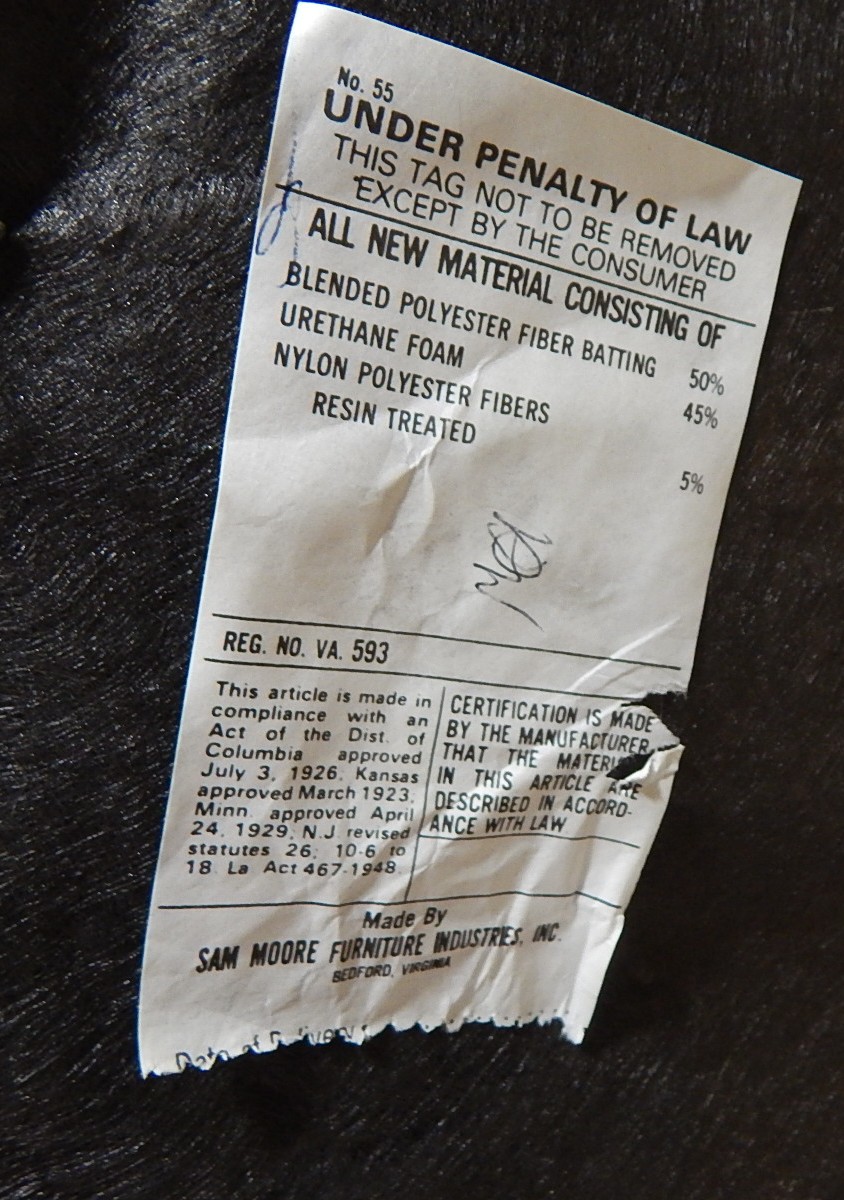 No. 55
UNDER PENALTY OF LAW
THIS TAG NOT TO BE REMOVED
EXCEPT BY THE CONSUMER
ALL NEW MATERIAL CONSISTING OF
BLENDED POLYESTER FIBER BATTING 50%
URETHANE FOAM 45%
NYLON POLYESTER FIBERS
RESIN TREATED 5%
REG. NO. VA. 593
This article is made in
compliance with an
Act of the Dist. of
Columbia approved
July 3, 1926; Kansas
approved March 1923;
Minn. approved April
24, 1929; N.J. revised
statutes 26; 10-6 to
18 La Act 467-1948.
CERTIFICATION IS MADE
BY THE MANUFACTURER
THAT THE
IN THIS ARTICLE ARE
DESCRIBED IN ACCORD-
ANCE WITH LAW
Made By
SAM MOORE FURNITURE INDUSTRIES, INC.
BEDFORD, VIRGINIA
Date of Delivery